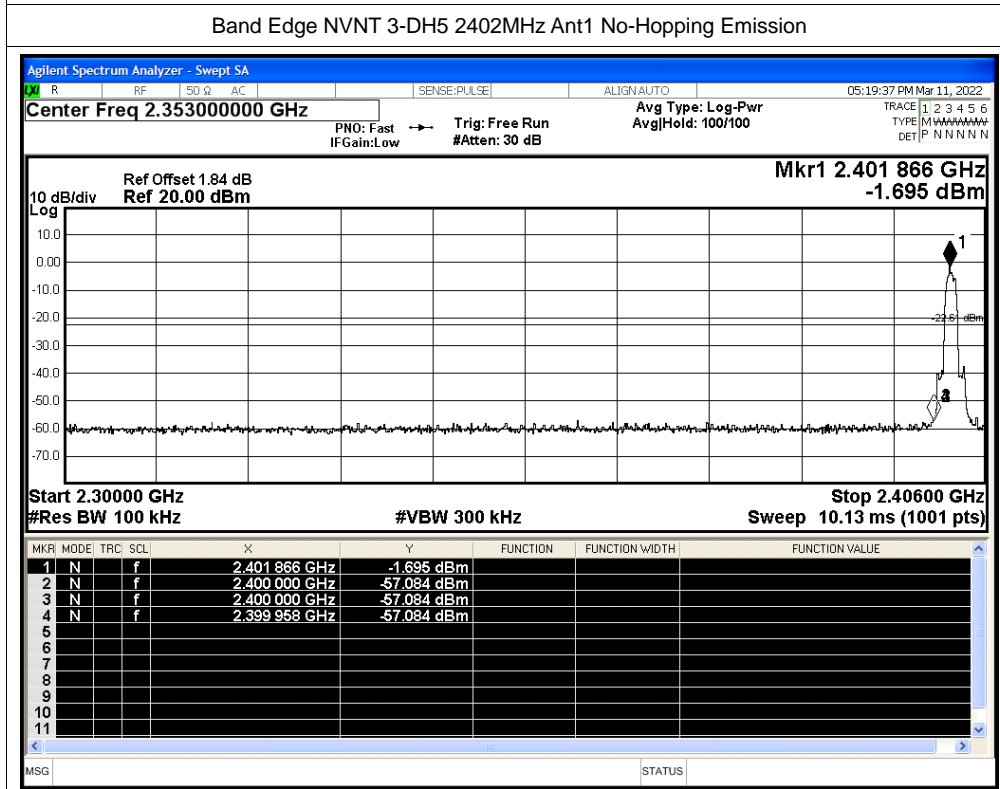 Band Edge NVNT 3-DH5 2402MHz Ant1 No-Hopping Emission
Agilent Spectrum Analyzer - Swept SA
LXI R RF 50 Ω AC SENSE:PULSE ALIGN AUTO 05:19:37 PM Mar 11, 2022
Center Freq 2.353000000 GHz
PNO: Fast
IFGain:Low
Trig: Free Run
#Atten: 30 dB
Avg Type: Log-Pwr
Avg|Hold: 100/100
TRACE 1 2 3 4 5 6
TYPE M
DET P N N N N N
Mkr1 2.401 866 GHz
-1.695 dBm
Ref Offset 1.84 dB
10 dB/div Ref 20.00 dBm
Log
10.0
0.00
-10.0
-20.0
-30.0
-40.0
-50.0
-60.0
-70.0
1
-22.61 dBm
Start 2.30000 GHz Stop 2.40600 GHz
#Res BW 100 kHz #VBW 300 kHz Sweep 10.13 ms (1001 pts)
MKR MODE TRC SCL X Y FUNCTION FUNCTION WIDTH FUNCTION VALUE
1 N f 2.401 866 GHz -1.695 dBm
2 N f 2.400 000 GHz -57.084 dBm
3 N f 2.400 000 GHz -57.084 dBm
4 N f 2.399 958 GHz -57.084 dBm
5
6
7
8
9
10
11
MSG STATUS